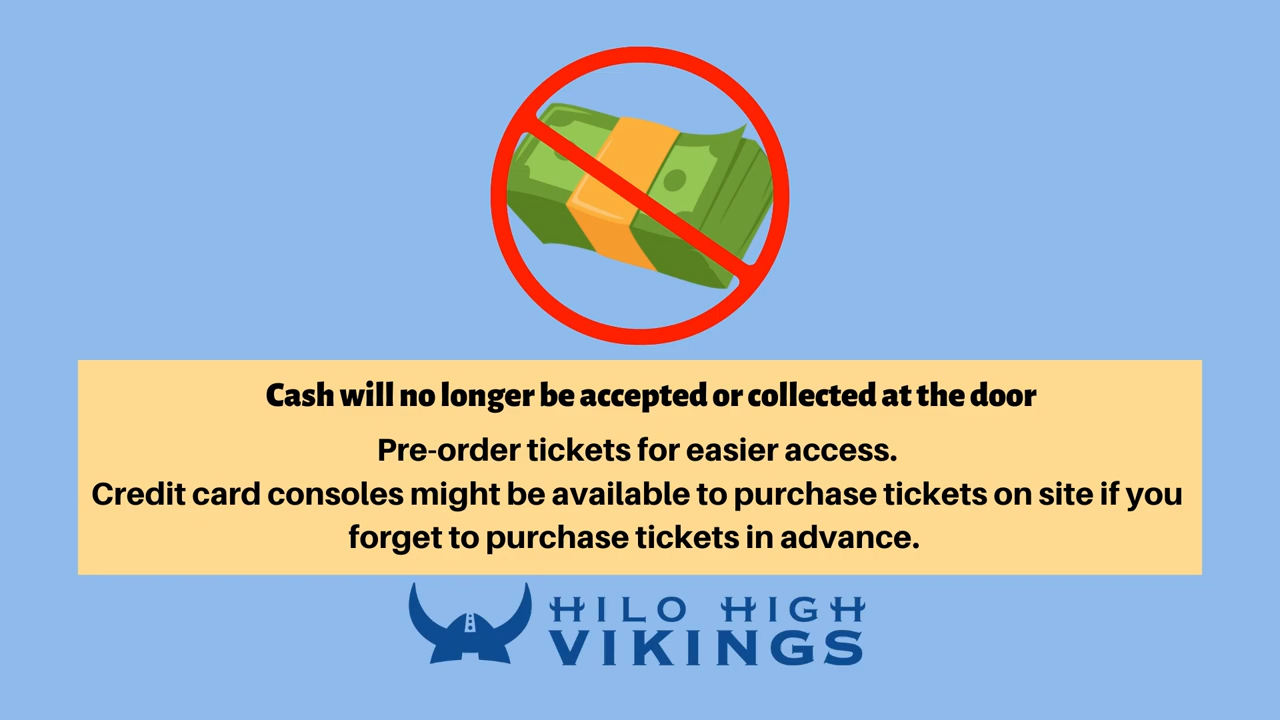 Cash will no longer be accepted or collected at the door
Pre-order tickets for easier access.
Credit card consoles might be available to purchase tickets on site if you
forget to purchase tickets in advance.
HILO HIGH
VIKINGS